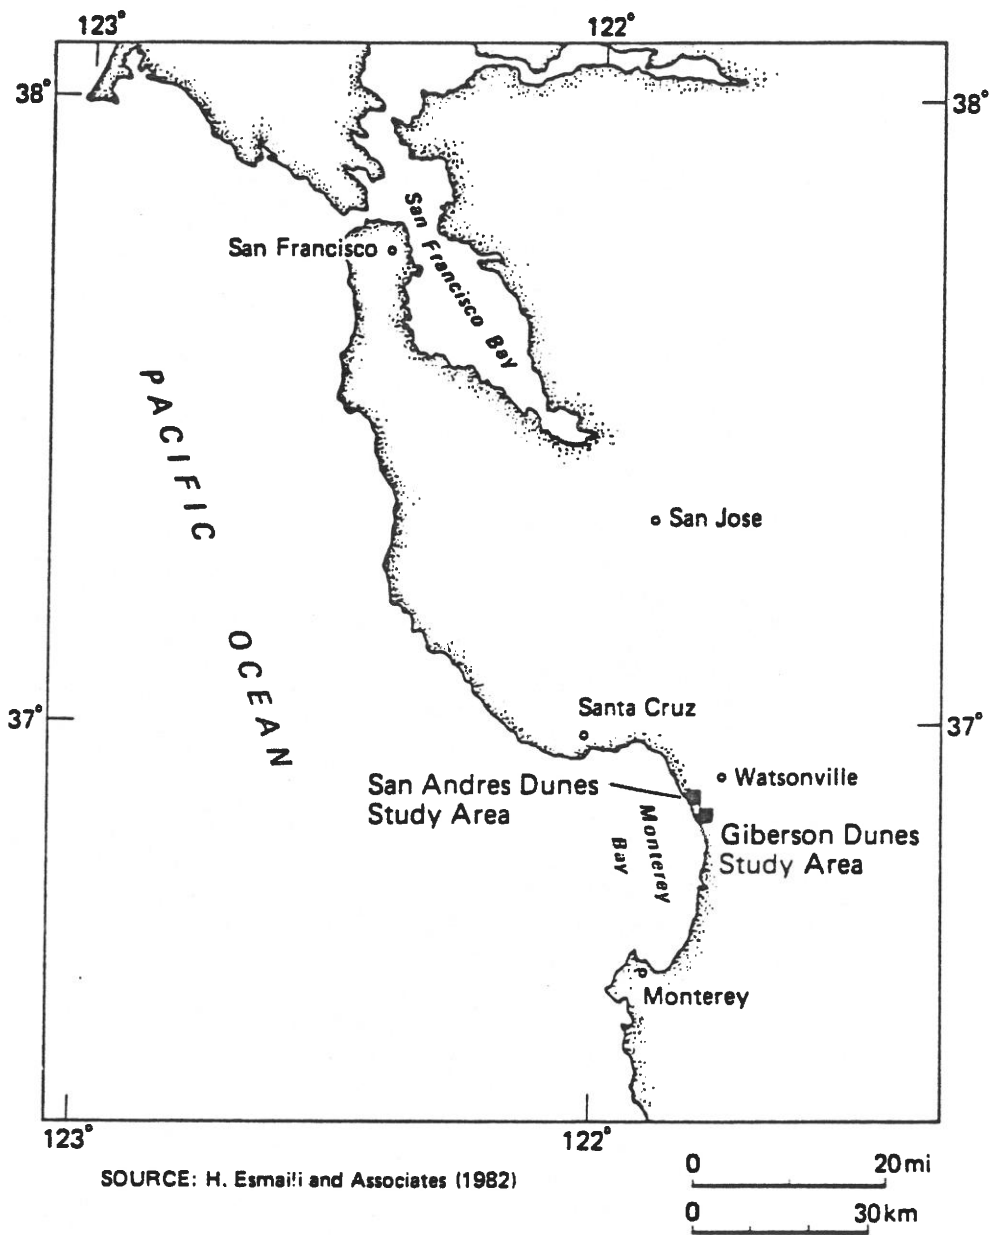 123°
122°
38°
38°
San Francisco
San Francisco Bay
PACIFIC
OCEAN
San Jose
37°
37°
Santa Cruz
Watsonville
San Andres Dunes
Study Area
Giberson Dunes
Study Area
Monterey
Bay
Monterey
123°
122°
SOURCE: H. Esmaili and Associates (1982)
0 20 mi
0 30 km